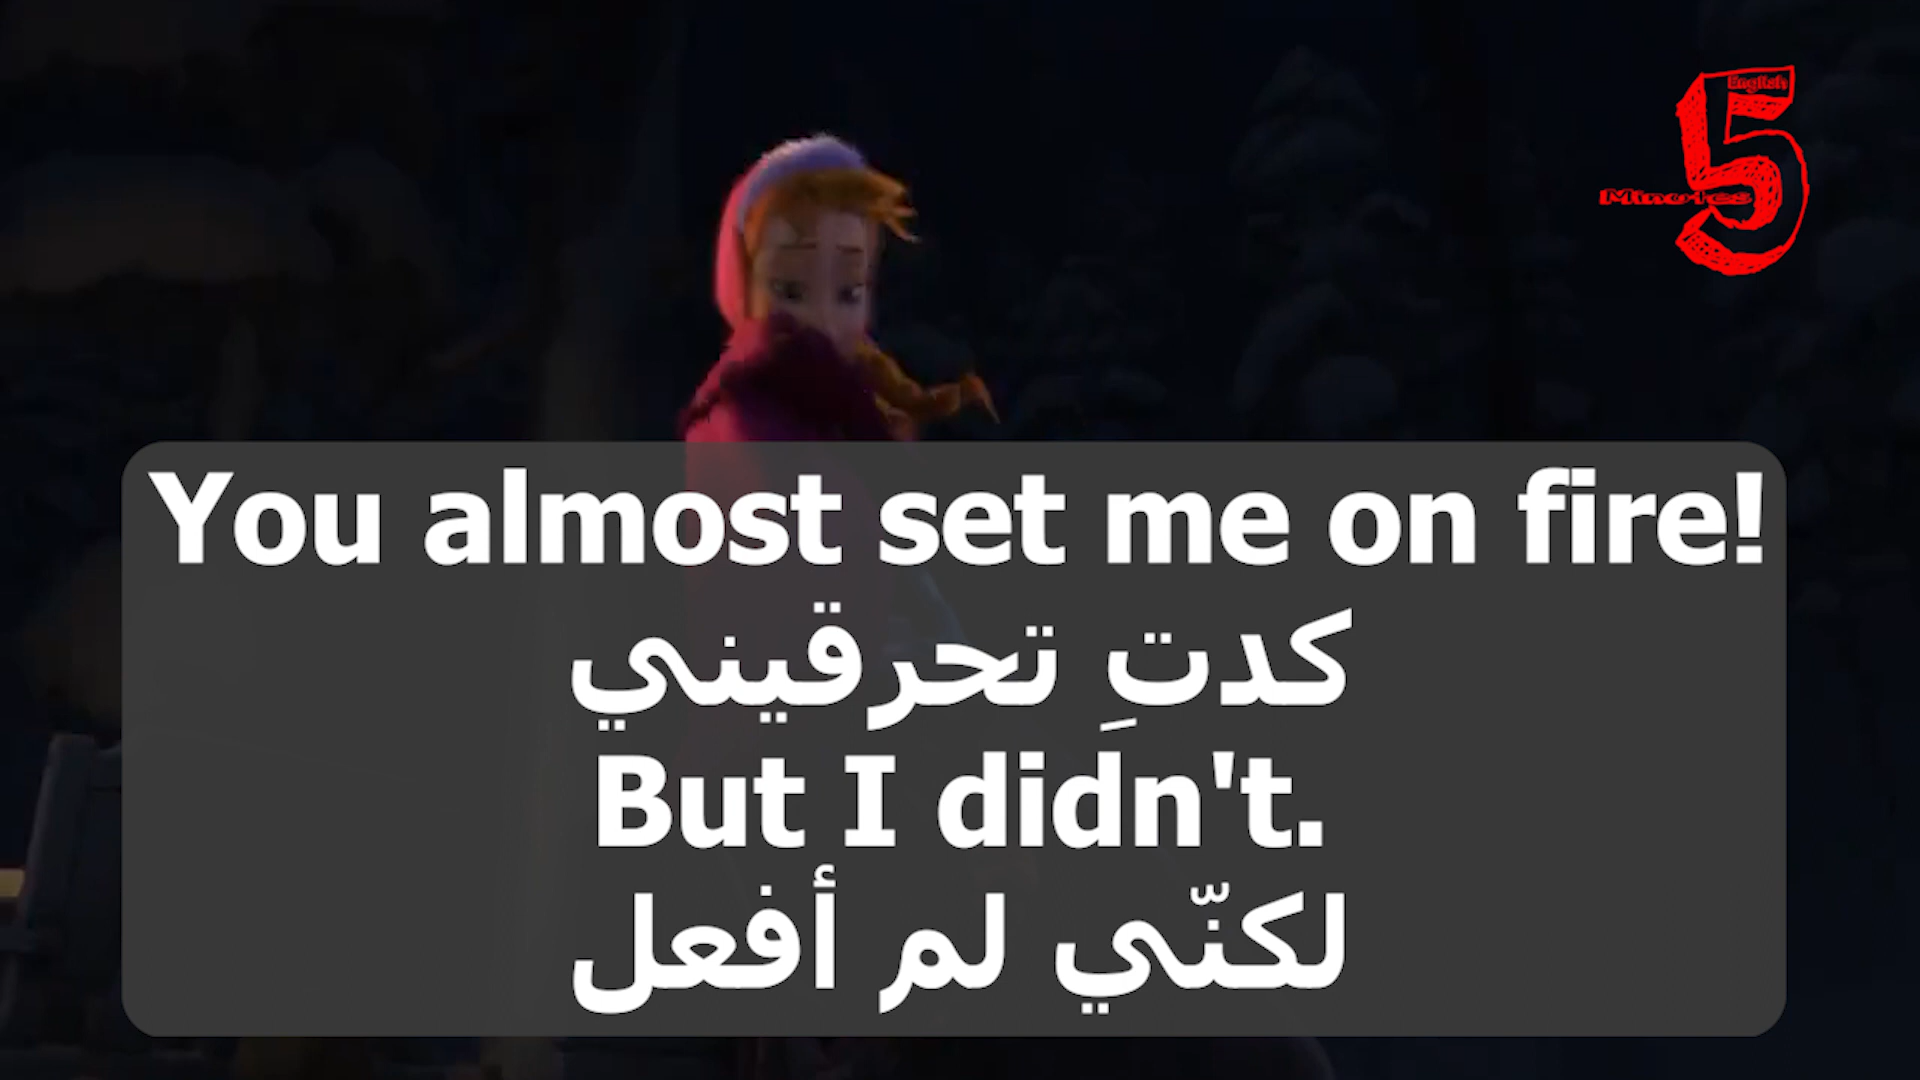 English
5
Minutes
You almost set me on fire!
كدتِ تحرقيني
But I didn't.
لكنّي لم أفعل